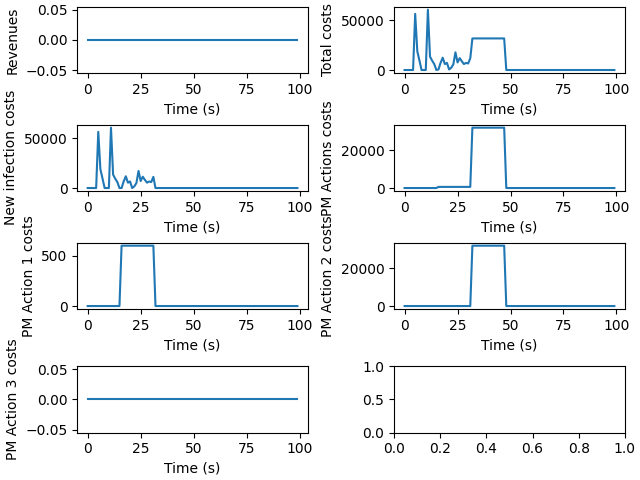 Revenues
0.05
0.00
−0.05
0 25 50 75 100
Time (s)
Total costs
50000
0
0 25 50 75 100
Time (s)
New infection costs
50000
0
0 25 50 75 100
Time (s)
PM Actions costs
20000
0
0 25 50 75 100
Time (s)
PM Action 1 costs
500
0
0 25 50 75 100
Time (s)
PM Action 2 costs
20000
0
0 25 50 75 100
Time (s)
PM Action 3 costs
0.05
0.00
−0.05
0 25 50 75 100
Time (s)
1.0
0.5
0.0
0.0 0.2 0.4 0.6 0.8 1.0